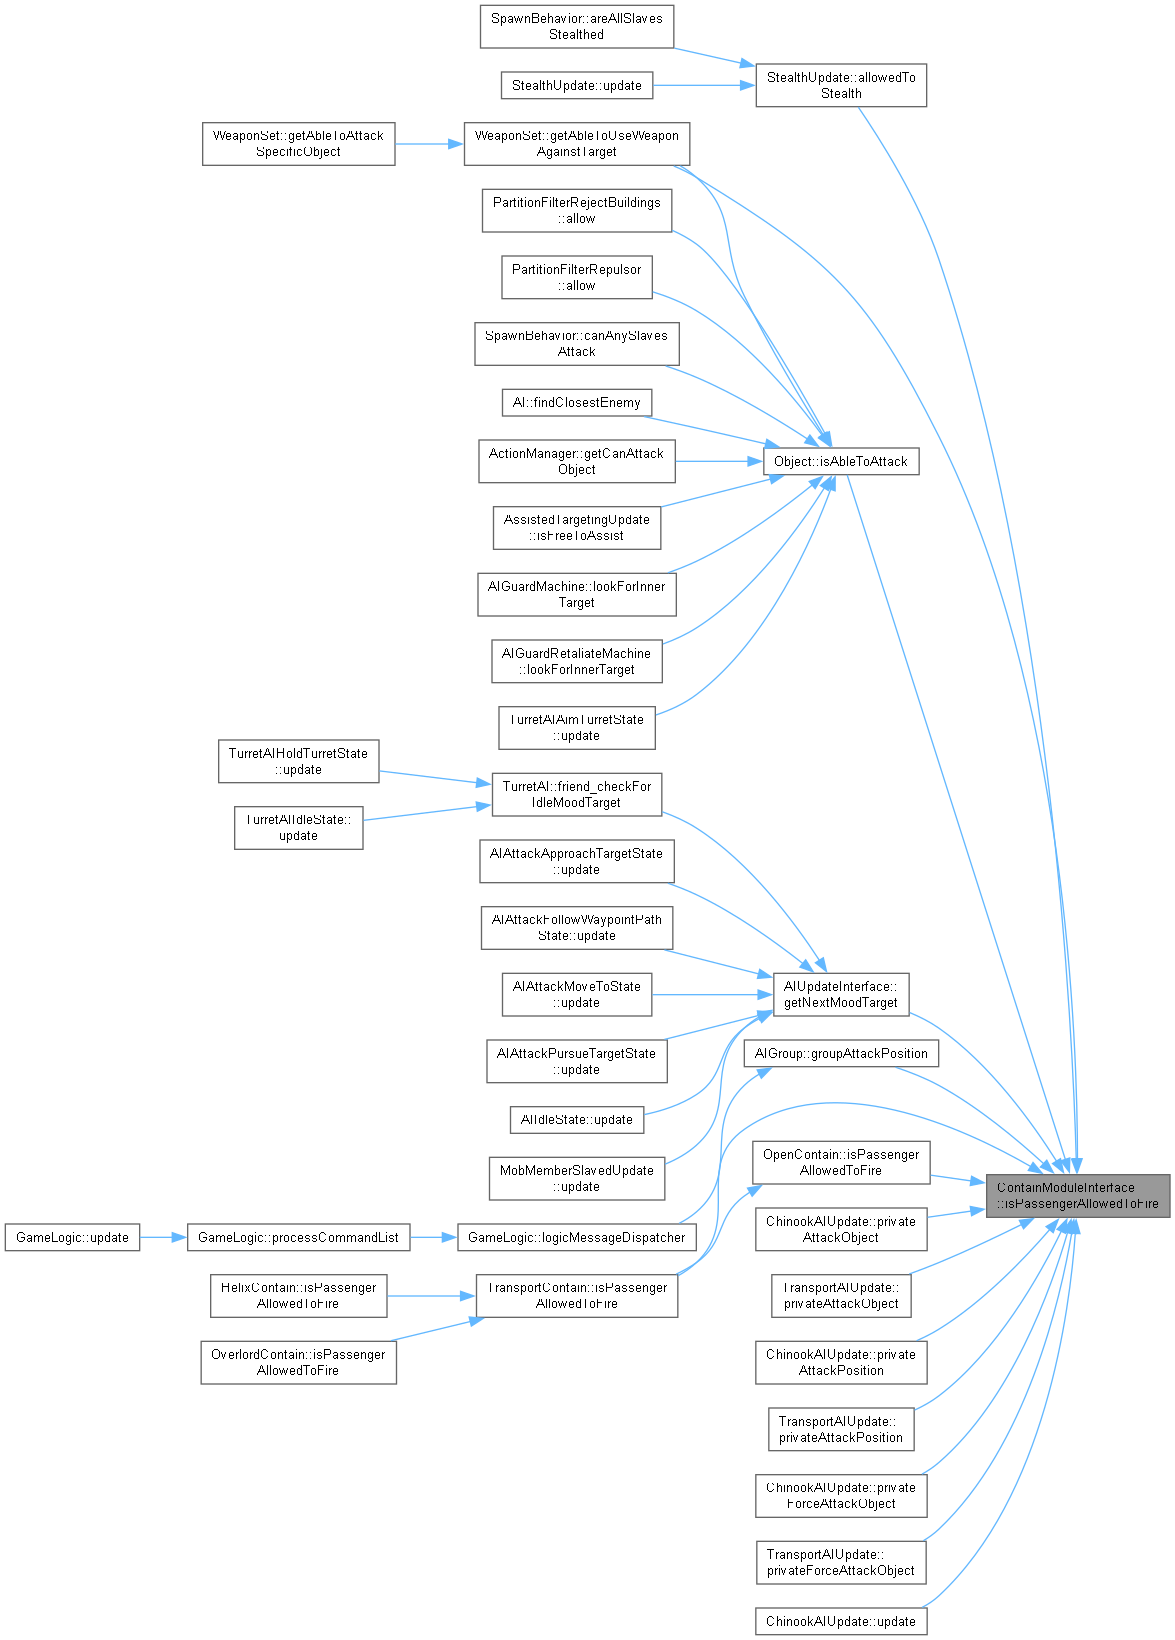 SpawnBehavior::areAllSlaves
Stealthed
StealthUpdate::allowedTo
Stealth
StealthUpdate::update
WeaponSet::getAbleToAttack
SpecificObject
WeaponSet::getAbleToUseWeapon
AgainstTarget
PartitionFilterRejectBuildings
::allow
PartitionFilterRepulsor
::allow
SpawnBehavior::canAnySlaves
Attack
AI::findClosestEnemy
ActionManager::getCanAttack
Object
Object::isAbleToAttack
AssistedTargetingUpdate
::isFreeToAssist
AIGuardMachine::lookForInner
Target
AIGuardRetaliateMachine
::lookForInnerTarget
TurretAIAimTurretState
::update
TurretAIHoldTurretState
::update
TurretAI::friend_checkFor
IdleMoodTarget
TurretAIIdleState::
update
AIAttackApproachTargetState
::update
AIAttackFollowWaypointPath
State::update
AIAttackMoveToState
::update
AIUpdateInterface::
getNextMoodTarget
AIAttackPursueTargetState
::update
AIGroup::groupAttackPosition
AIIdleState::update
MobMemberSlavedUpdate
::update
OpenContain::isPassenger
AllowedToFire
ContainModuleInterface
::isPassengerAllowedToFire
GameLogic::update
GameLogic::processCommandList
GameLogic::logicMessageDispatcher
ChinookAIUpdate::private
AttackObject
HelixContain::isPassenger
AllowedToFire
TransportContain::isPassenger
AllowedToFire
TransportAIUpdate::
privateAttackObject
OverlordContain::isPassenger
AllowedToFire
ChinookAIUpdate::private
AttackPosition
TransportAIUpdate::
privateAttackPosition
ChinookAIUpdate::private
ForceAttackObject
TransportAIUpdate::
privateForceAttackObject
ChinookAIUpdate::update